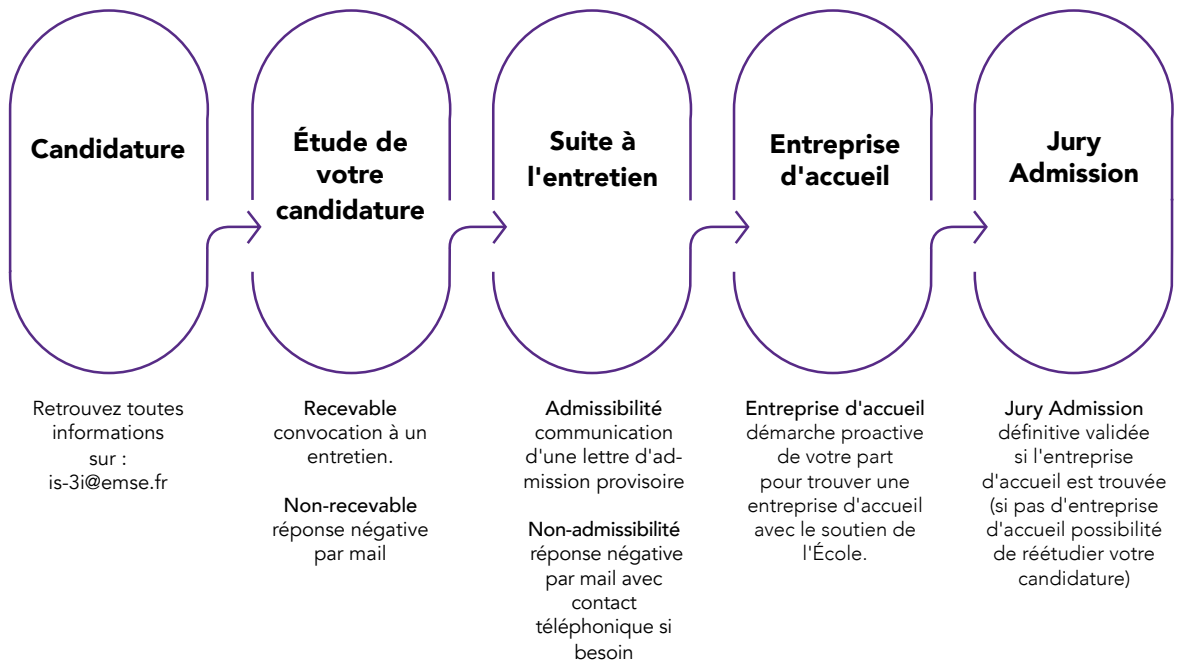 Candidature
Étude de
votre
candidature
Suite à
l'entretien
Entreprise
d'accueil
Jury
Admission
Retrouvez toutes
informations
sur :
is-3i@emse.fr
Recevable
convocation à un
entretien.
Non-recevable
réponse négative
par mail
Admissibilité
communication
d'une lettre d'ad-
mission provisoire
Non-admissibilité
réponse négative
par mail avec
contact
téléphonique si
besoin
Entreprise d'accueil
démarche proactive
de votre part
pour trouver une
entreprise d'accueil
avec le soutien de
l'École.
Jury Admission
définitive validée
si l'entreprise
d'accueil est trouvée
(si pas d'entreprise
d'accueil possibilité
de réétudier votre
candidature)